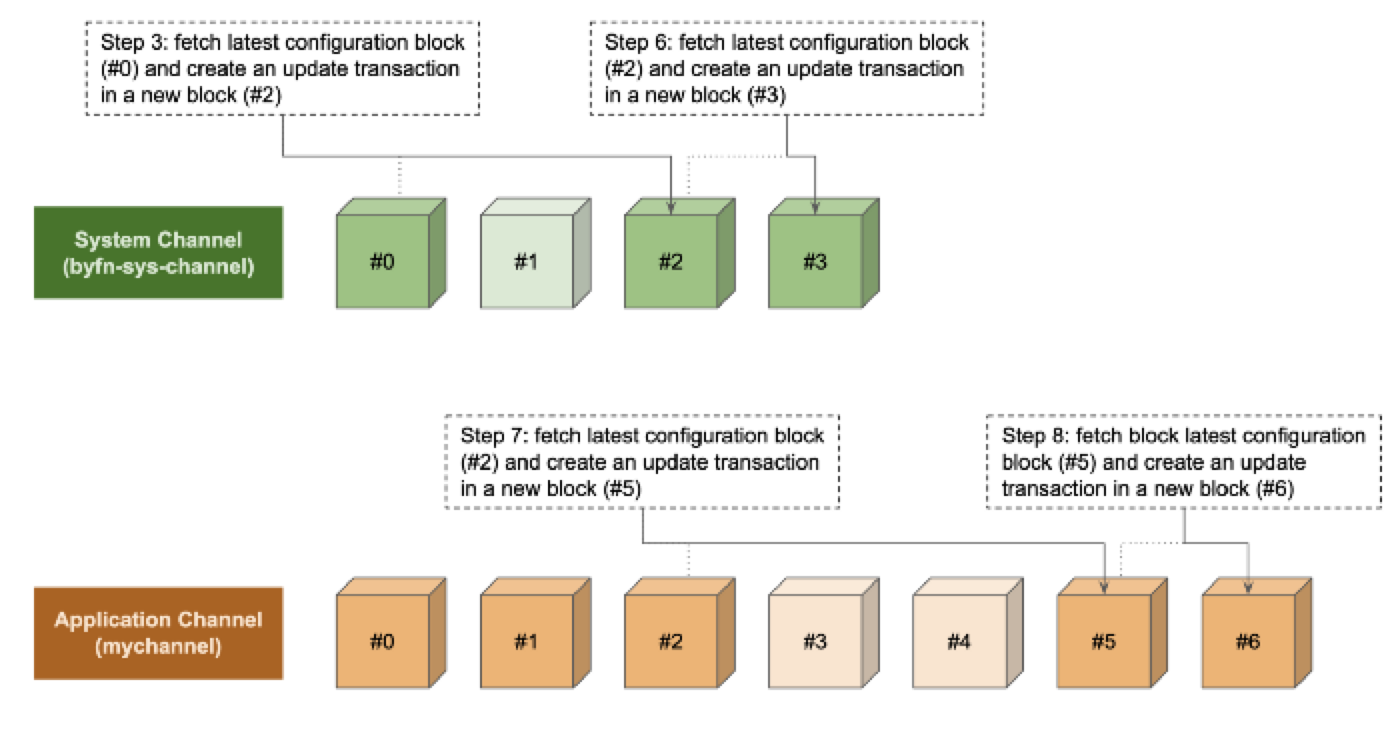 Step 3: fetch latest configuration block
(#0) and create an update transaction
in a new block (#2)
Step 6: fetch latest configuration block
(#2) and create an update transaction
in a new block (#3)
System Channel
(byfn-sys-channel)
#0
#1
#2
#3
Step 7: fetch latest configuration block
(#2) and create an update transaction
in a new block (#5)
Step 8: fetch block latest configuration
block (#5) and create an update
transaction in a new block (#6)
Application Channel
(mychannel)
#0
#1
#2
#3
#4
#5
#6